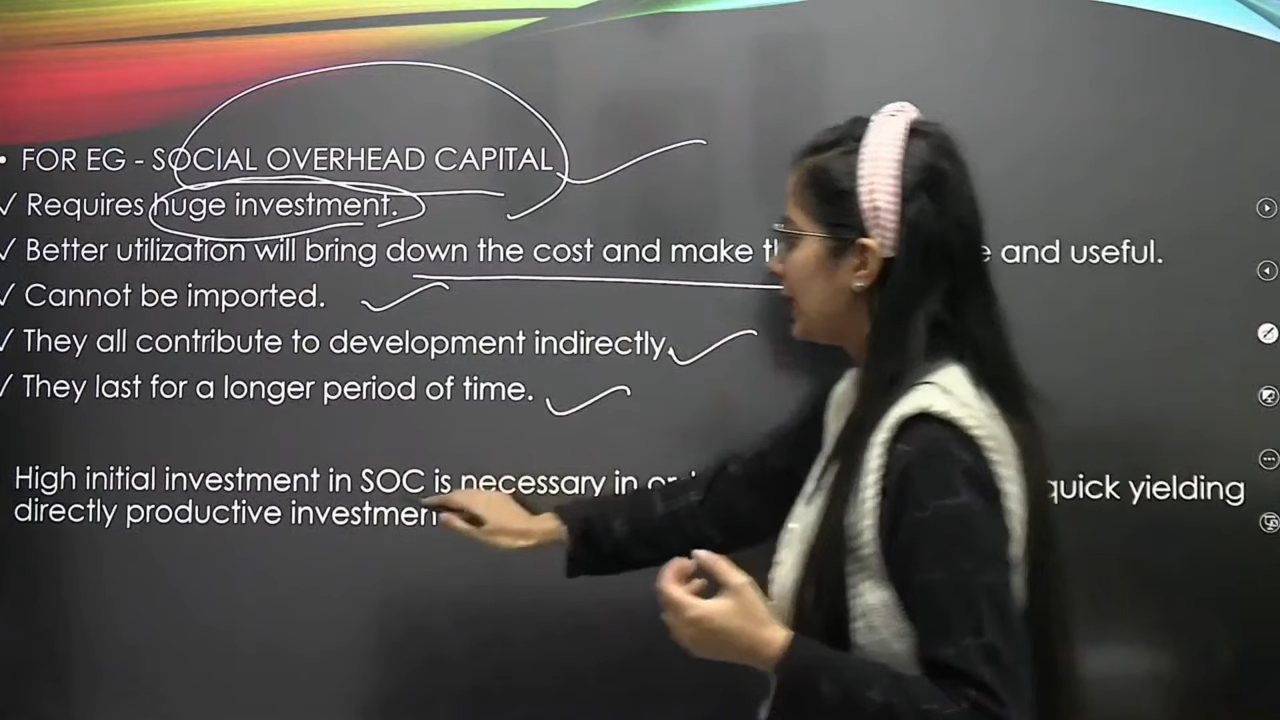 • FOR EG - SOCIAL OVERHEAD CAPITAL
✓ Requires huge investment.
✓ Better utilization will bring down the cost and make and useful.
✓ Cannot be imported.
✓ They all contribute to development indirectly.
✓ They last for a longer period of time.
High initial investment in SOC is necessary in quick yielding
directly productive